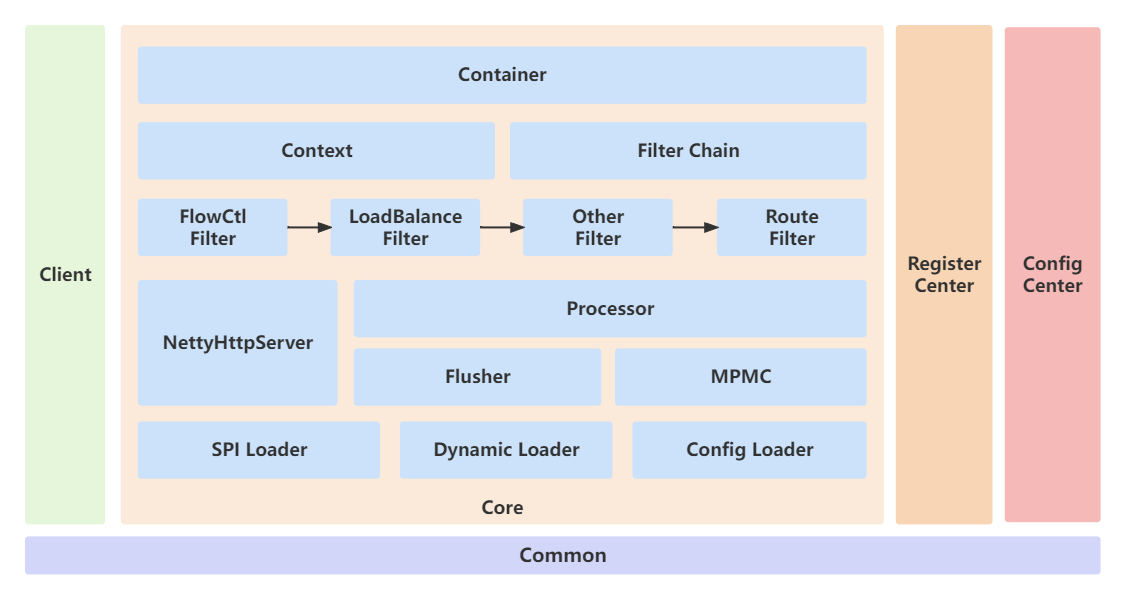 Client
Container
Context
Filter Chain
FlowCtl
Filter
LoadBalance
Filter
Other
Filter
Route
Filter
NettyHttpServer
Processor
Flusher
MPMC
SPI Loader
Dynamic Loader
Config Loader
Core
Register
Center
Config
Center
Common